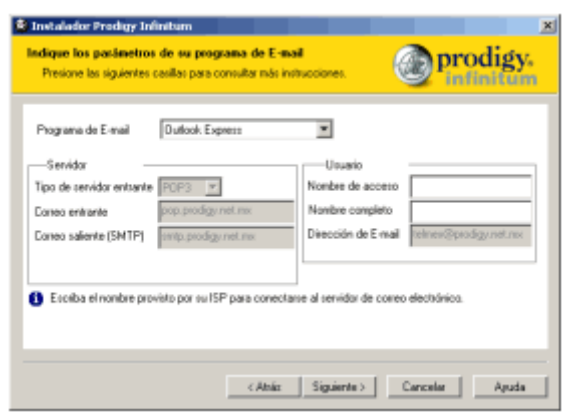 Instalador Prodigy Infinitum
Indique los parámetros de su programa de E-mail
Presione las siguientes casillas para consultar más instrucciones.
prodigy.
infinitum
Programa de E-mail
Outlook Express
Servidor
Tipo de servidor entrante
POP3
Correo entrante
pop.prodigy.net.mx
Correo saliente (SMTP)
smtp.prodigy.net.mx
Usuario
Nombre de acceso
Nombre completo
Dirección de E-mail
telmex@prodigy.net.mx
Escriba el nombre provisto por su ISP para conectarse al servidor de correo electrónico.
< Atrás
Siguiente >
Cancelar
Ayuda